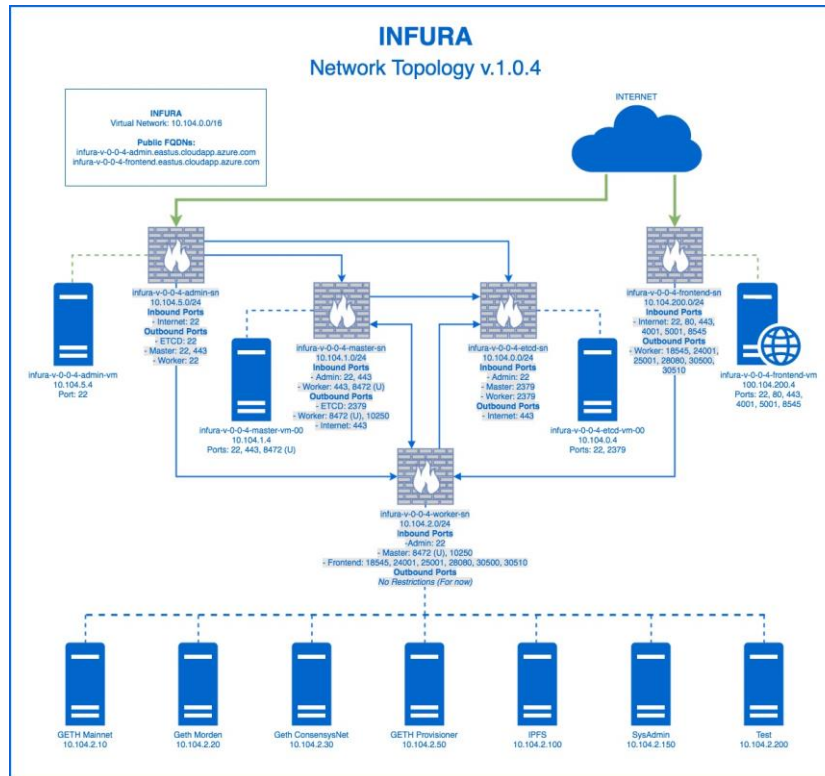 INFURA
Network Topology v.1.0.4
INFURA
Virtual Network: 10.104.0.0/16
Public FQDNs:
infura-v-0-0-4-admin.eastus.cloudapp.azure.com
infura-v-0-0-4-frontend.eastus.cloudapp.azure.com
INTERNET
infura-v-0-0-4-admin-sn
10.104.5.0/24
Inbound Ports
- Internet: 22
Outbound Ports
- ETCD: 22
- Master: 22, 443
- Worker: 22
infura-v-0-0-4-admin-vm
10.104.5.4
Port: 22
infura-v-0-0-4-master-sn
10.104.1.0/24
Inbound Ports
- Admin: 22, 443
- Worker: 443, 8472 (U)
Outbound Ports
- ETCD: 2379
- Worker: 8472 (U), 10250
- Internet: 443
infura-v-0-0-4-master-vm-00
10.104.1.4
Ports: 22, 443, 8472 (U)
infura-v-0-0-4-etcd-sn
10.104.0.0/24
Inbound Ports
- Admin: 22
- Master: 2379
- Worker: 2379
Outbound Ports
- Internet: 443
infura-v-0-0-4-etcd-vm-00
10.104.0.4
Ports: 22, 2379
infura-v-0-0-4-frontend-sn
10.104.200.0/24
Inbound Ports
- Internet: 22, 80, 443,
4001, 5001, 8545
Outbound Ports
- Worker: 18545, 24001,
25001, 28080, 30500,
30510
infura-v-0-0-4-frontend-vm
100.104.200.4
Ports: 22, 80, 443,
4001, 5001, 8545
infura-v-0-0-4-worker-sn
10.104.2.0/24
Inbound Ports
-Admin: 22
- Master: 8472 (U), 10250
- Frontend: 18545, 24001, 25001, 28080, 30500, 30510
Outbound Ports
No Restrictions (For now)
GETH Mainnet
10.104.2.10
Geth Morden
10.104.2.20
Geth ConsensysNet
10.104.2.30
GETH Provisioner
10.104.2.50
IPFS
10.104.2.100
SysAdmin
10.104.2.150
Test
10.104.2.200